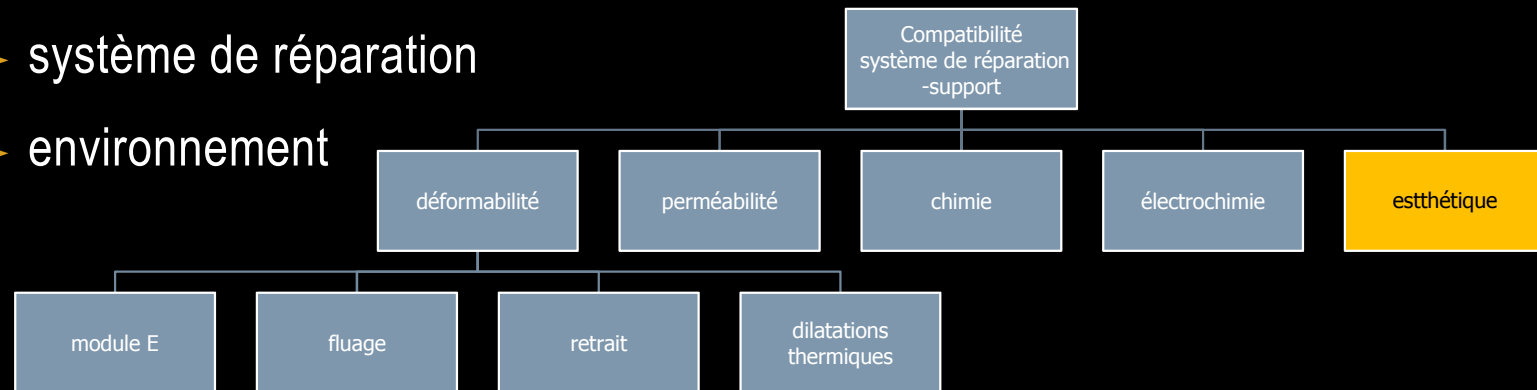 système de réparation
environnement
Compatibilité
système de réparation
-support
déformabilité
perméabilité
chimie
électrochimie
estthétique
module E
fluage
retrait
dilatations
thermiques